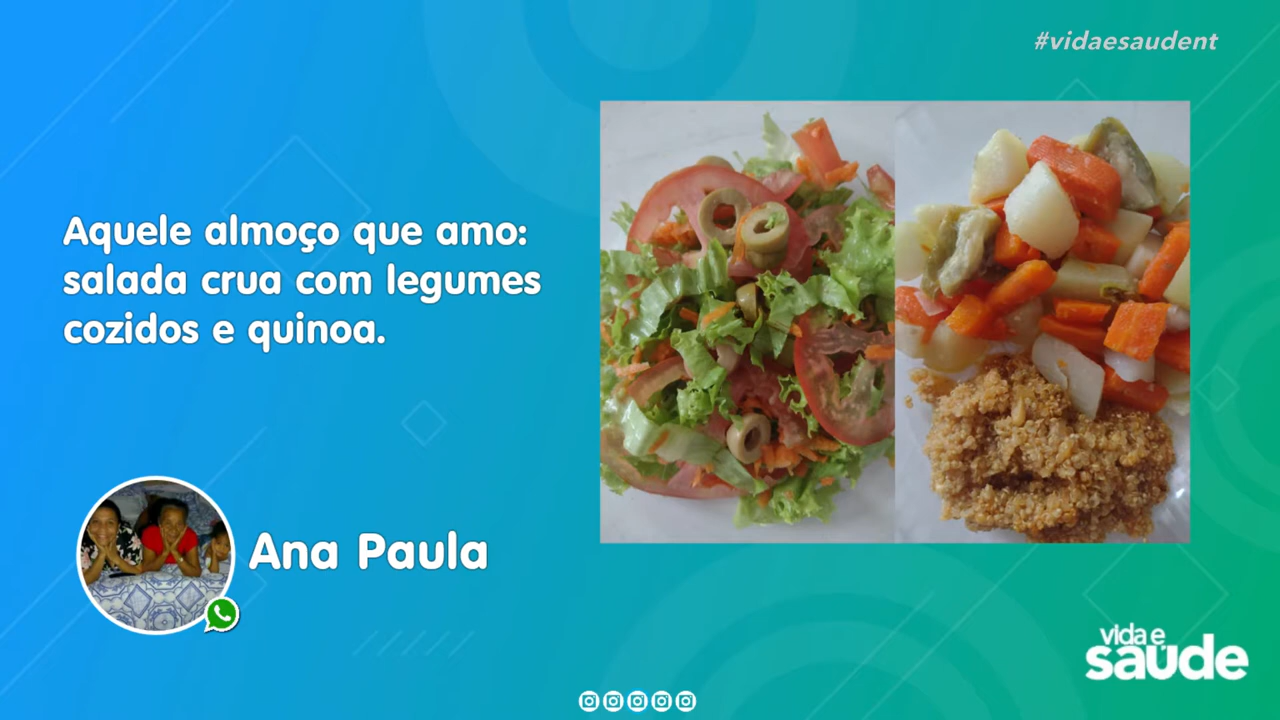 #vidaesaudent
Aquele almoço que amo:
salada crua com legumes
cozidos e quinoa.
Ana Paula
vida e
saúde